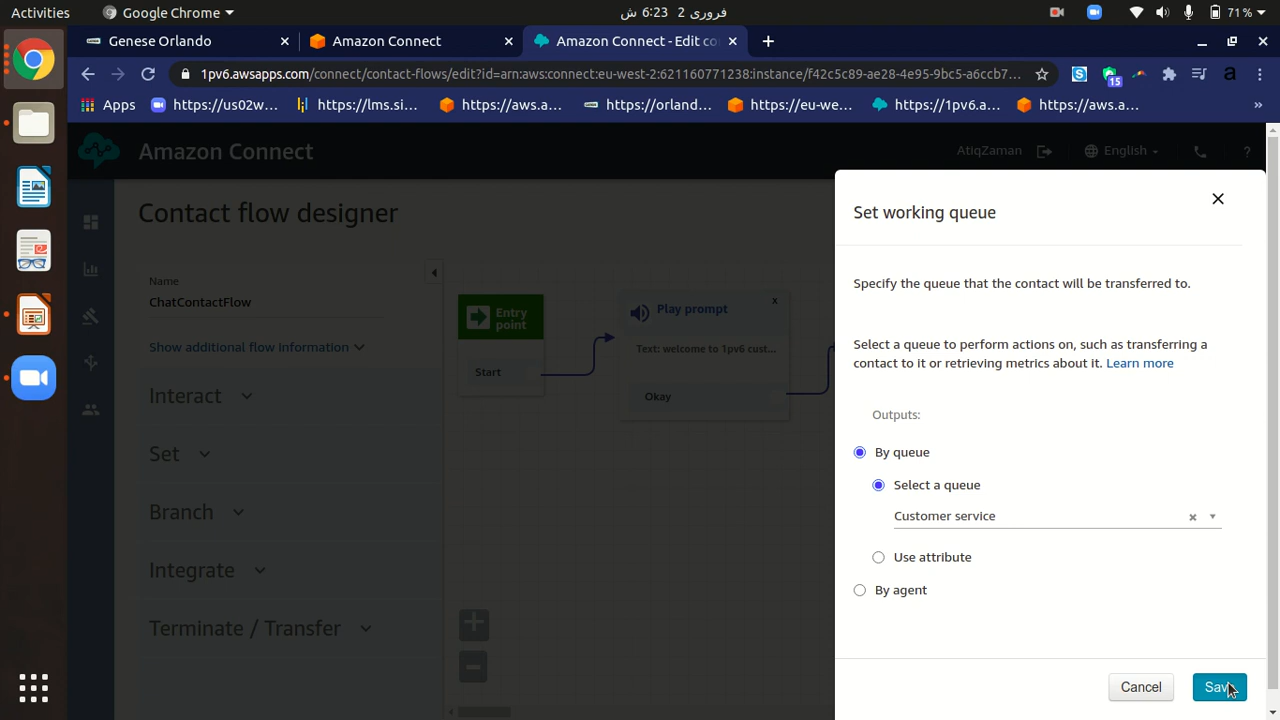 Activities
Google Chrome
6:23 فروری 2 ش
71 %
Genese Orlando
Amazon Connect
Amazon Connect - Edit co
1pv6.awsapps.com/connect/contact-flows/edit?id=arn:aws:connect:eu-west-2:621160771238:instance/f42c5c89-ae28-4e95-9bc5-a6ccb7...
15
a
Apps
https://us02w...
https://lms.si...
https://aws.a...
https://orland...
https://eu-we...
https://1pv6.a...
https://aws.a...
»
Amazon Connect
AtiqZaman
English
?
Contact flow designer
Name
ChatContactFlow
Show additional flow information
Interact
Set
Branch
Integrate
Terminate / Transfer
Entry
point
Start
Play prompt
x
Text: welcome to 1pv6 cust...
Okay
Set working queue
Specify the queue that the contact will be transferred to.
Select a queue to perform actions on, such as transferring a
contact to it or retrieving metrics about it. Learn more
Outputs:
By queue
Select a queue
Customer service
Use attribute
By agent
Cancel
Save